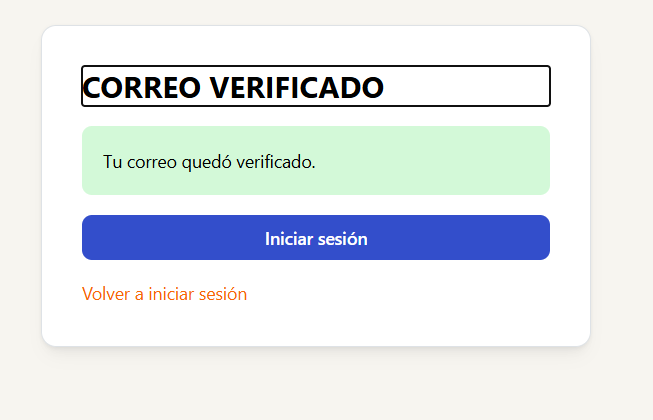 CORREO VERIFICADO
Tu correo quedó verificado.
Iniciar sesión
Volver a iniciar sesión